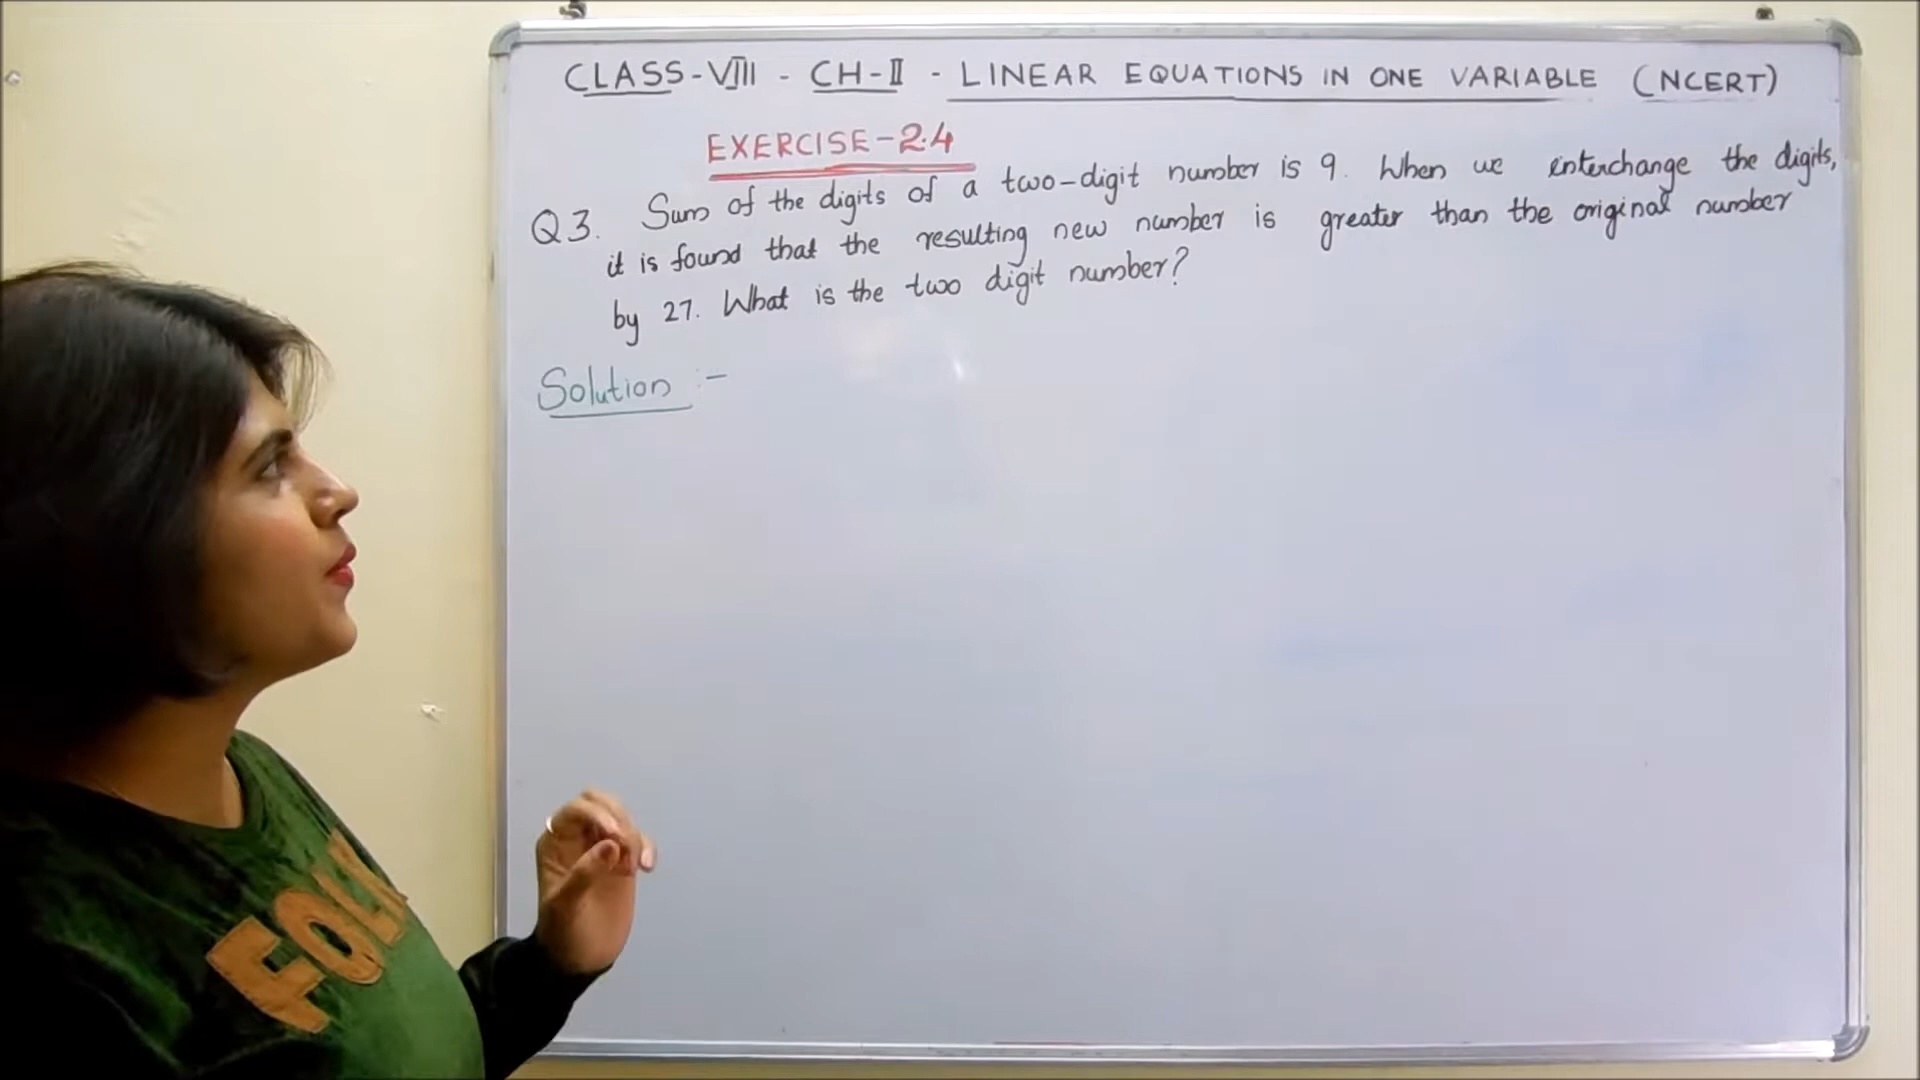 CLASS-VIII - CH-II - LINEAR EQUATIONS IN ONE VARIABLE (NCERT)
EXERCISE-2.4
Q3. Sum of the digits of a two-digit number is 9. When we interchange the digits,
it is found that the resulting new number is greater than the original number
by 27. What is the two digit number?
Solution :-
FOLK